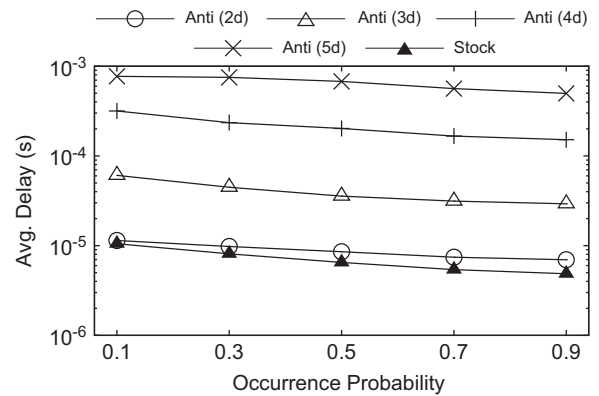 Anti (2d) Anti (3d) Anti (4d)
Anti (5d) Stock
Avg. Delay (s)
10-3
10-4
10-5
10-6
0.1 0.3 0.5 0.7 0.9
Occurrence Probability